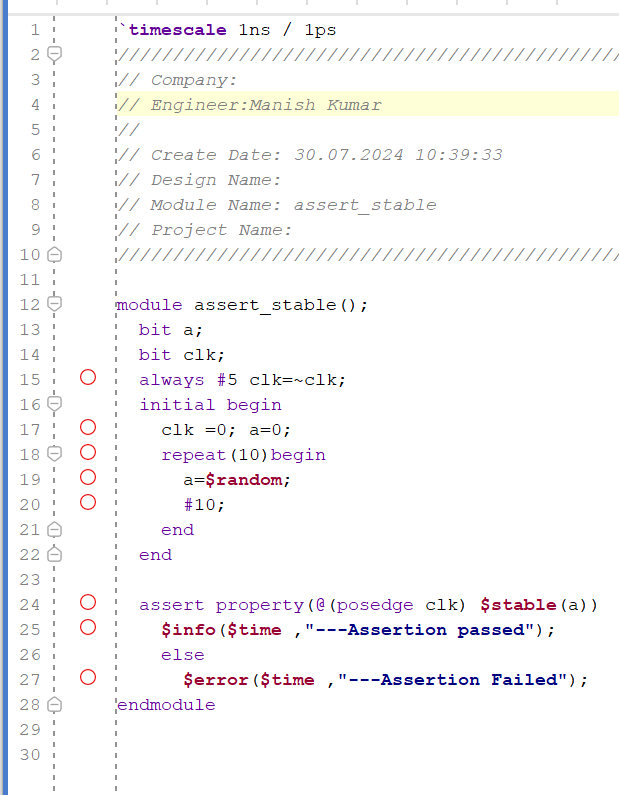 1 `timescale 1ns / 1ps
2 //////////////////////////////////////////////
3 // Company:
4 // Engineer:Manish Kumar
5 //
6 // Create Date: 30.07.2024 10:39:33
7 // Design Name:
8 // Module Name: assert_stable
9 // Project Name:
10 //////////////////////////////////////////////
11
12 module assert_stable();
13 bit a;
14 bit clk;
15 always #5 clk=~clk;
16 initial begin
17 clk =0; a=0;
18 repeat(10)begin
19 a=$random;
20 #10;
21 end
22 end
23
24 assert property(@(posedge clk) $stable(a))
25 $info($time ,"---Assertion passed");
26 else
27 $error($time ,"---Assertion Failed");
28 endmodule
29
30